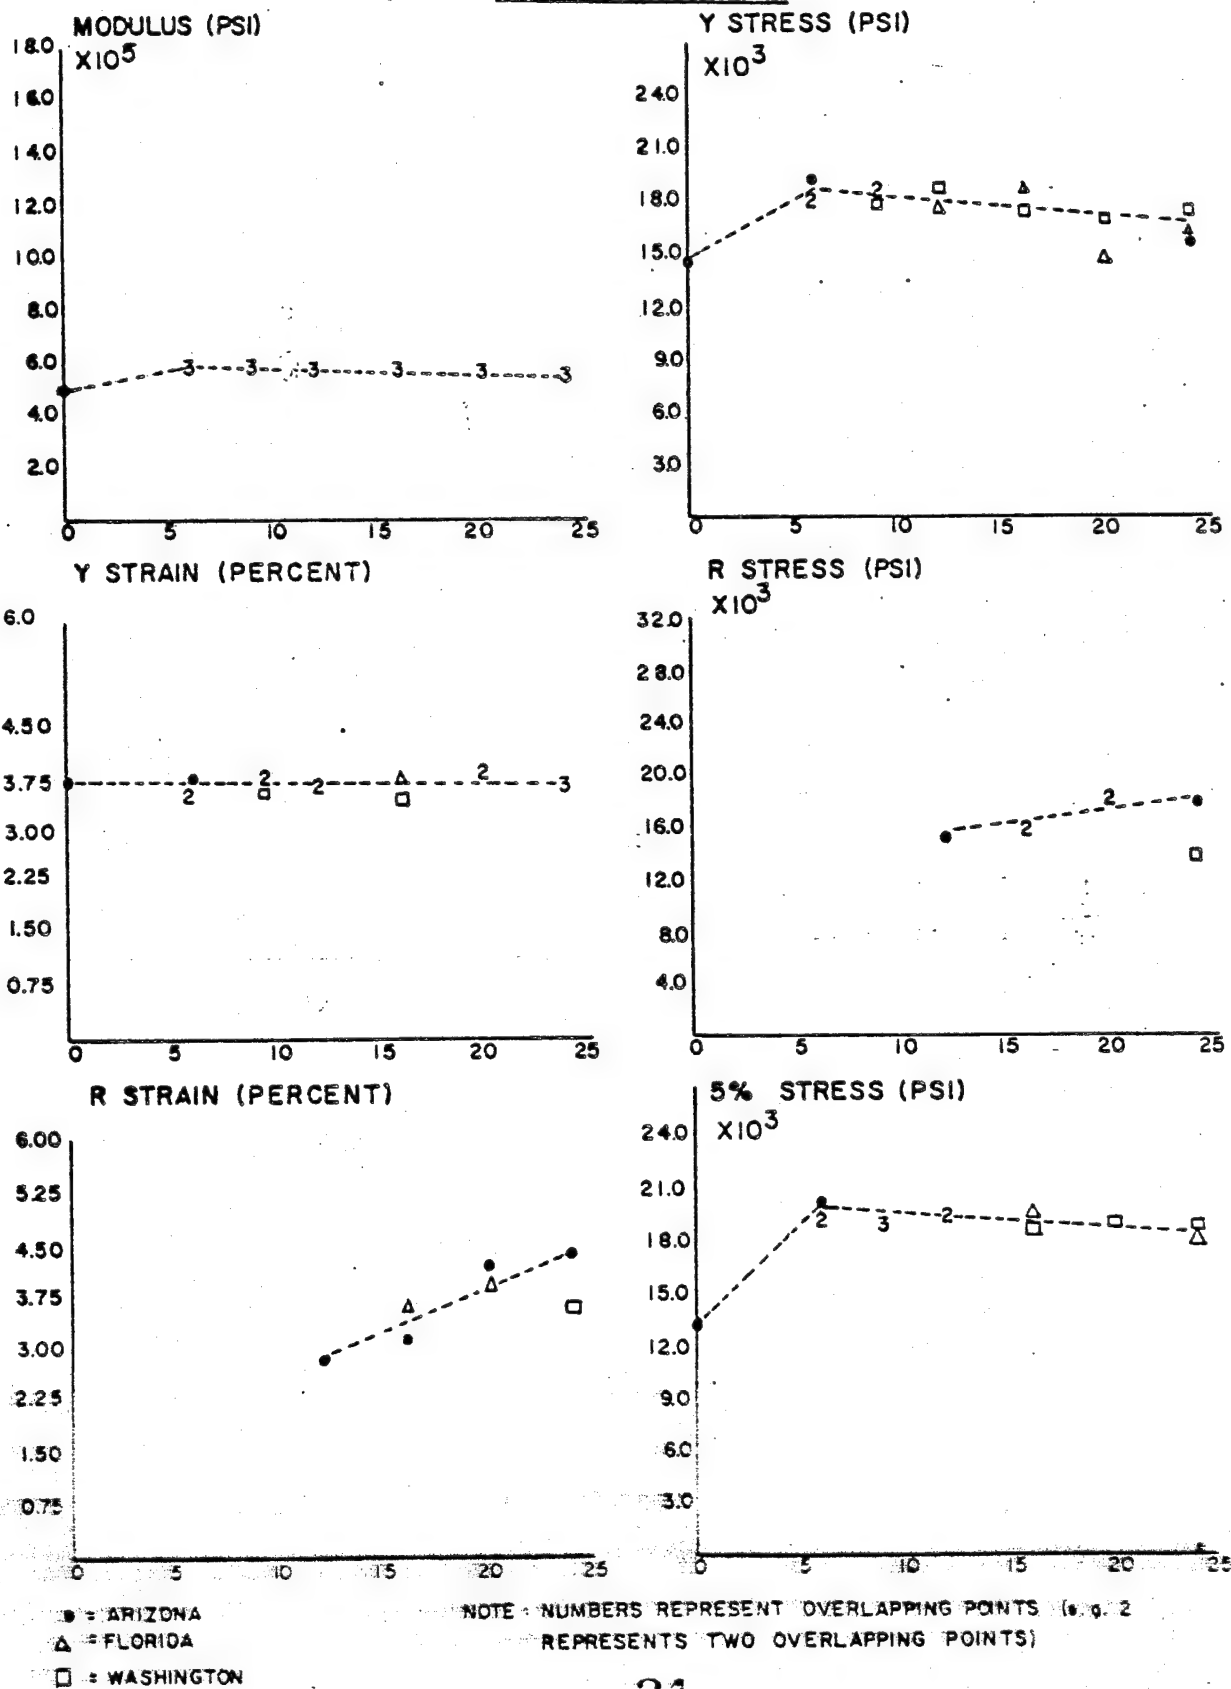 MODULUS (PSI)
X10^5
18.0
16.0
14.0
12.0
10.0
8.0
6.0
4.0
2.0
3 3 3 3 3 3
0 5 10 15 20 25
Y STRESS (PSI)
X10^3
24.0
21.0
18.0
15.0
12.0
9.0
6.0
3.0
2 2
0 5 10 15 20 25
Y STRAIN (PERCENT)
6.0
4.50
3.75
3.00
2.25
1.50
0.75
2 2 2 2 3
0 5 10 15 20 25
R STRESS (PSI)
X10^3
32.0
28.0
24.0
20.0
16.0
12.0
8.0
4.0
2 2
0 5 10 15 20 25
R STRAIN (PERCENT)
6.00
5.25
4.50
3.75
3.00
2.25
1.50
0.75
0 5 10 15 20 25
5% STRESS (PSI)
X10^3
24.0
21.0
18.0
15.0
12.0
9.0
6.0
3.0
2 3 2
0 5 10 15 20 25
● = ARIZONA
△ = FLORIDA
□ = WASHINGTON
NOTE : NUMBERS REPRESENT OVERLAPPING POINTS (e.g. 2
REPRESENTS TWO OVERLAPPING POINTS)